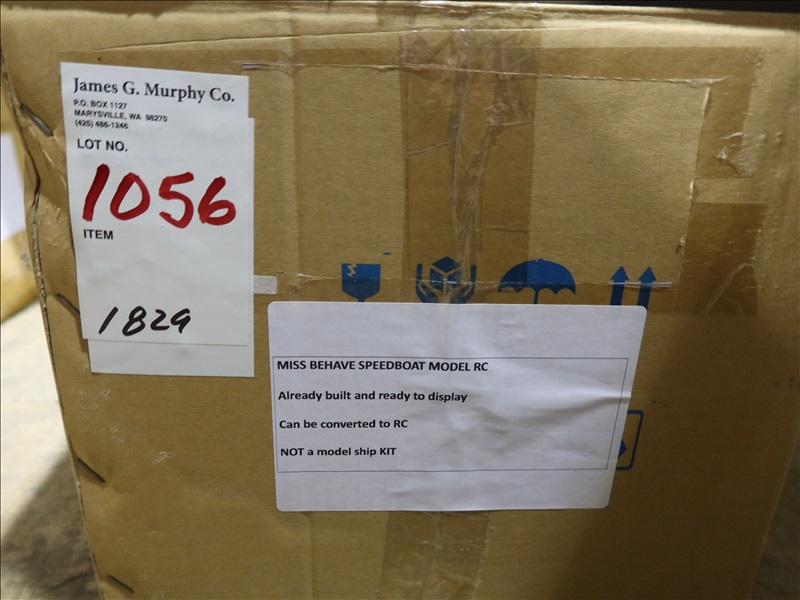 James G. Murphy Co.
P.O. BOX 1127
MARYSVILLE, WA 98270
(425) 486-1246
LOT NO.
1056
ITEM
1829
MISS BEHAVE SPEEDBOAT MODEL RC
Already built and ready to display
Can be converted to RC
NOT a model ship KIT